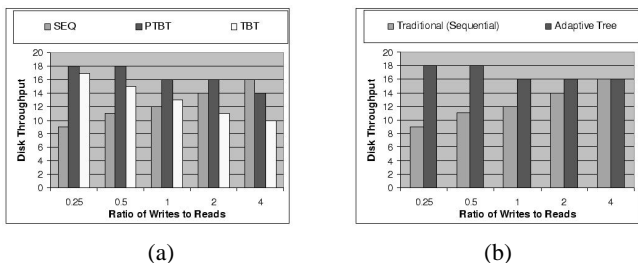 SEQ PTBT TBT
20
18
16
14
12
10
8
6
4
2
0
Disk Throughput
0.25 0.5 1 2 4
Ratio of Writes to Reads
(a)
Traditional (Sequential) Adaptive Tree
20
18
16
14
12
10
8
6
4
2
0
Disk Throughput
0.25 0.5 1 2 4
Ratio of Writes to Reads
(b)